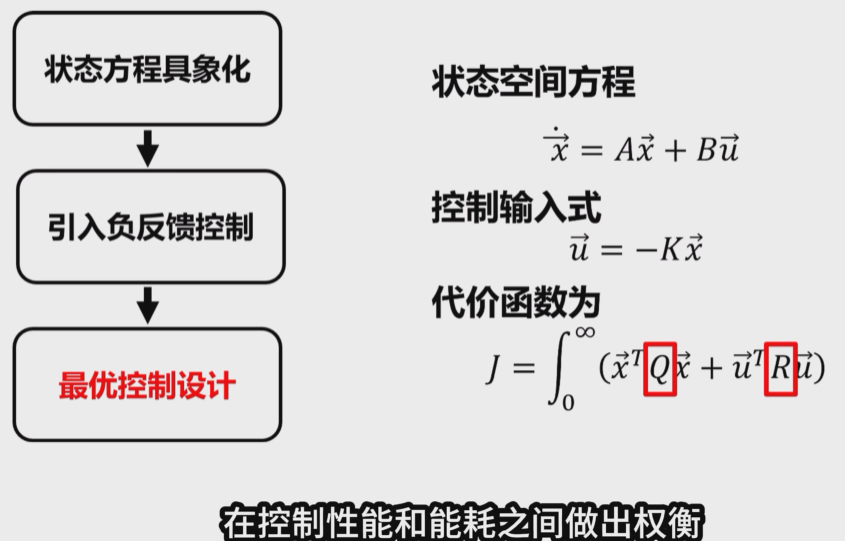 状态方程具象化
引入负反馈控制
最优控制设计
状态空间方程
$\dot{\vec{x}} = A\vec{x} + B\vec{u}$
控制输入式
$\vec{u} = -K\vec{x}$
代价函数为
$J = \int_0^\infty (\vec{x}^T Q \vec{x} + \vec{u}^T R \vec{u})$
在控制性能和能耗之间做出权衡